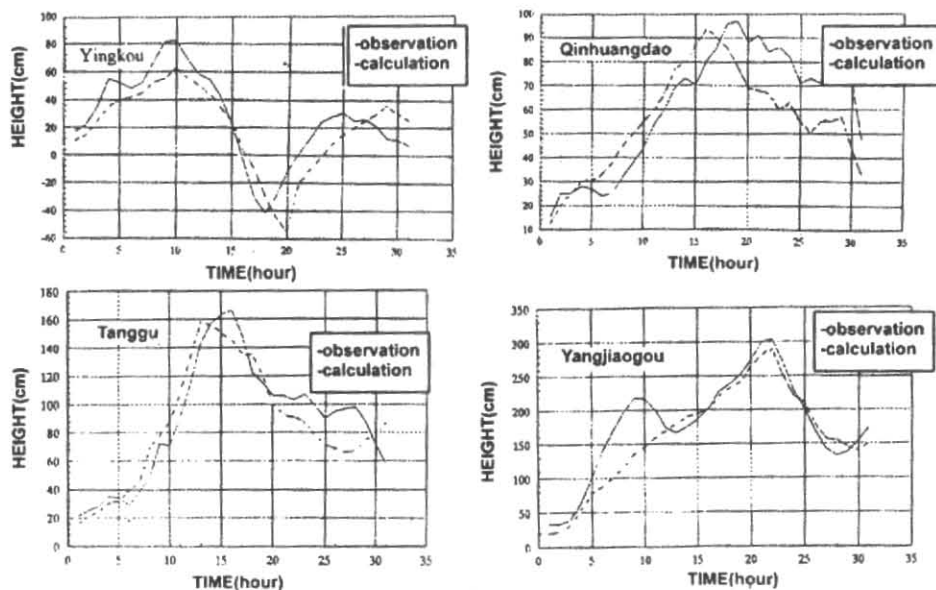 HEIGHT(cm)
100
80
60
40
20
0
-20
-40
-60
Yingkou
-observation
-calculation
0 5 10 15 20 25 30 35
TIME(hour)
HEIGHT(cm)
100
90
80
70
60
50
40
30
20
10
Qinhuangdao
-observation
-calculation
0 5 10 15 20 25 30 35
TIME(hour)
HEIGHT(cm)
180
160
140
120
100
80
60
40
20
0
Tanggu
-observation
-calculation
0 5 10 15 20 25 30 35
TIME(hour)
HEIGHT(cm)
350
300
250
200
150
100
50
0
Yangjiaogou
-observation
-calculation
0 5 10 15 20 25 30 35
TIME(hour)